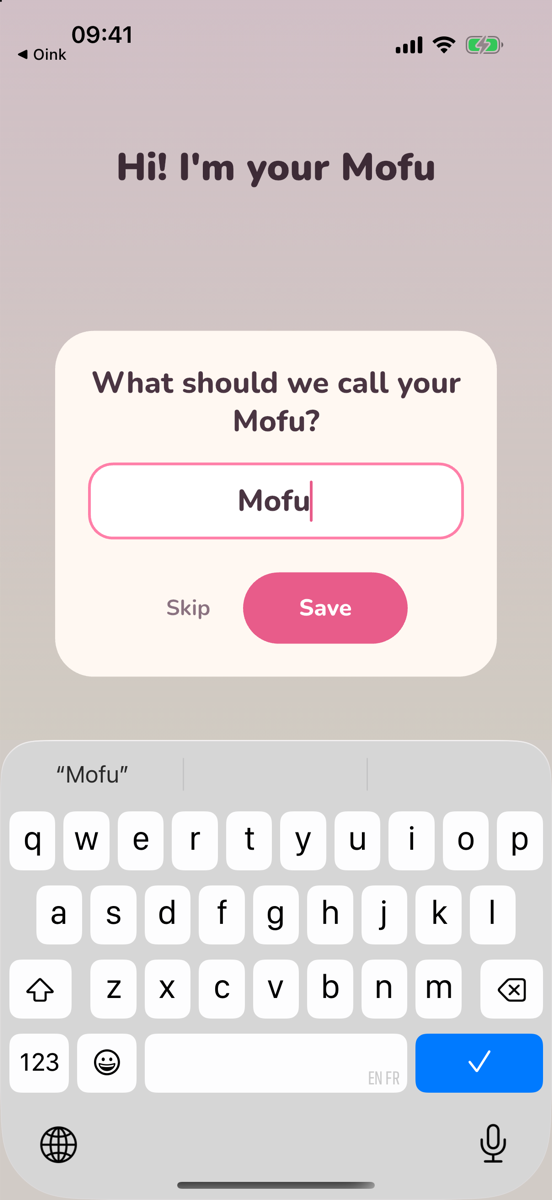 09:41
◀ Oink
Hi! I'm your Mofu
What should we call your
Mofu?
Mofu
Skip
Save
“Mofu”
q w e r t y u i o p
a s d f g h j k l
z x c v b n m
123
EN FR